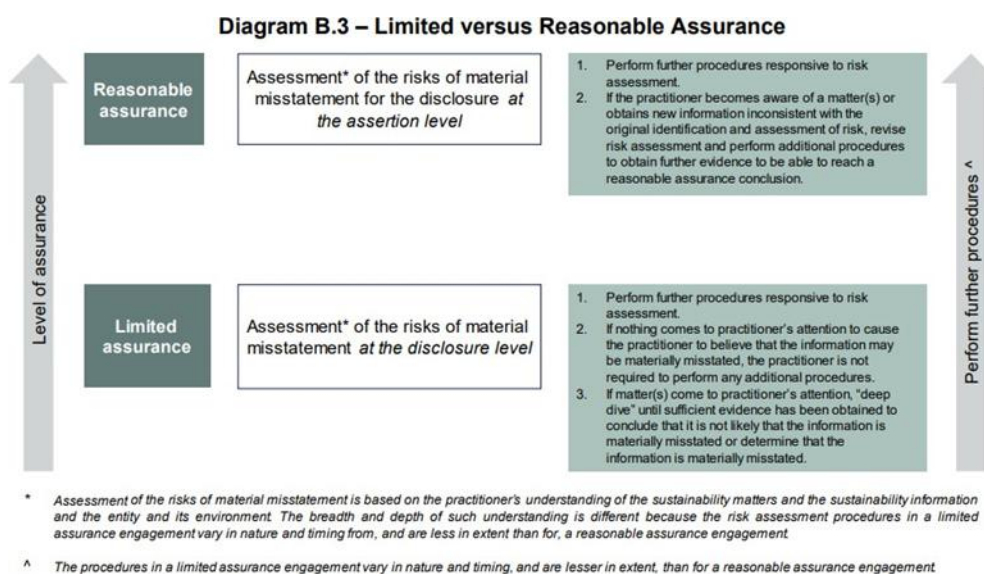 Diagram B.3 – Limited versus Reasonable Assurance
Level of assurance
Reasonable
assurance
Assessment* of the risks of material
misstatement for the disclosure at
the assertion level
1. Perform further procedures responsive to risk
assessment.
2. If the practitioner becomes aware of a matter(s) or
obtains new information inconsistent with the
original identification and assessment of risk, revise
risk assessment and perform additional procedures
to obtain further evidence to be able to reach a
reasonable assurance conclusion.
Limited
assurance
Assessment* of the risks of material
misstatement at the disclosure level
1. Perform further procedures responsive to risk
assessment.
2. If nothing comes to practitioner's attention to cause
the practitioner to believe that the information may
be materially misstated, the practitioner is not
required to perform any additional procedures.
3. If matter(s) come to practitioner's attention, "deep
dive" until sufficient evidence has been obtained to
conclude that it is not likely that the information is
materially misstated or determine that the
information is materially misstated.
Perform further procedures ^
* Assessment of the risks of material misstatement is based on the practitioner's understanding of the sustainability matters and the sustainability information
and the entity and its environment. The breadth and depth of such understanding is different because the risk assessment procedures in a limited
assurance engagement vary in nature and timing from, and are less in extent than for, a reasonable assurance engagement.
^ The procedures in a limited assurance engagement vary in nature and timing, and are lesser in extent, than for a reasonable assurance engagement.